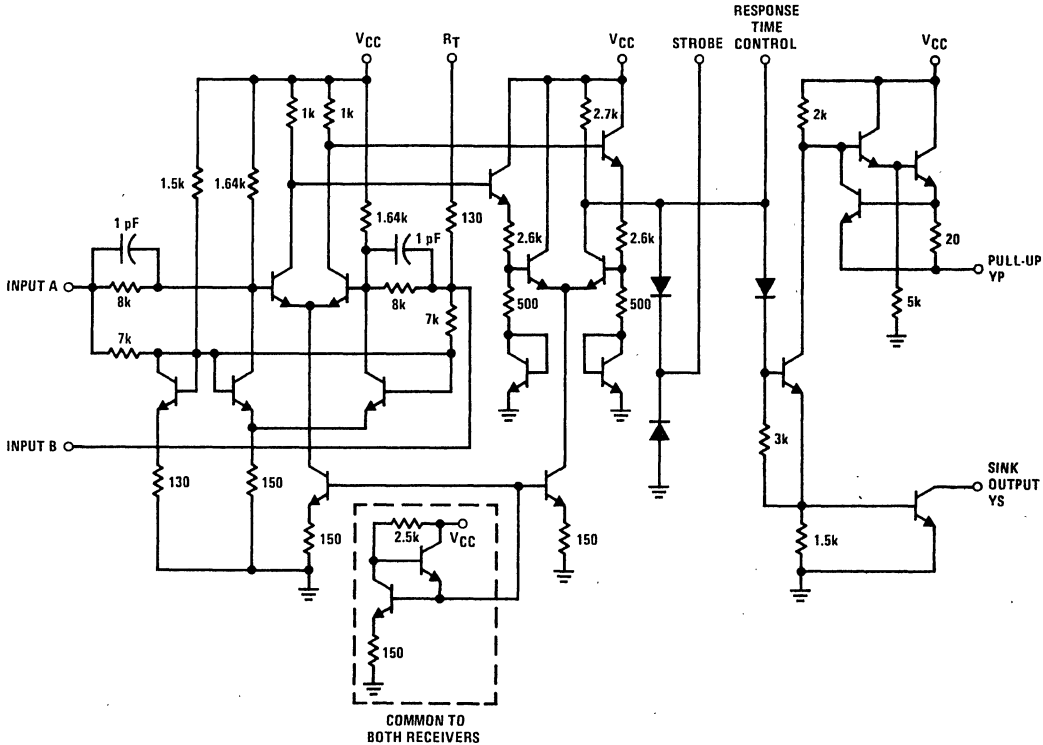 RESPONSE
TIME
CONTROL
VCC
RT
VCC
STROBE
VCC
1k
1k
2.7k
2k
1.5k
1.64k
1.64k
130
1 pF
1 pF
2.6k
2.6k
20
INPUT A
8k
8k
PULL-UP
YP
500
500
5k
7k
7k
3k
INPUT B
130
150
SINK
OUTPUT
YS
150
2.5k
VCC
150
1.5k
150
COMMON TO
BOTH RECEIVERS